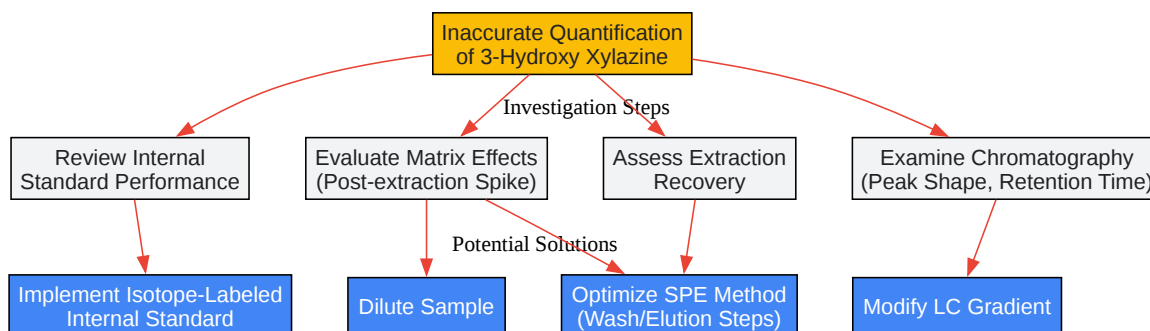 Inaccurate Quantification
of 3-Hydroxy Xylazine
Investigation Steps
Review Internal
Standard Performance
Evaluate Matrix Effects
(Post-extraction Spike)
Assess Extraction
Recovery
Examine Chromatography
(Peak Shape, Retention Time)
Potential Solutions
Implement Isotope-Labeled
Internal Standard
Dilute Sample
Optimize SPE Method
(Wash/Elution Steps)
Modify LC Gradient